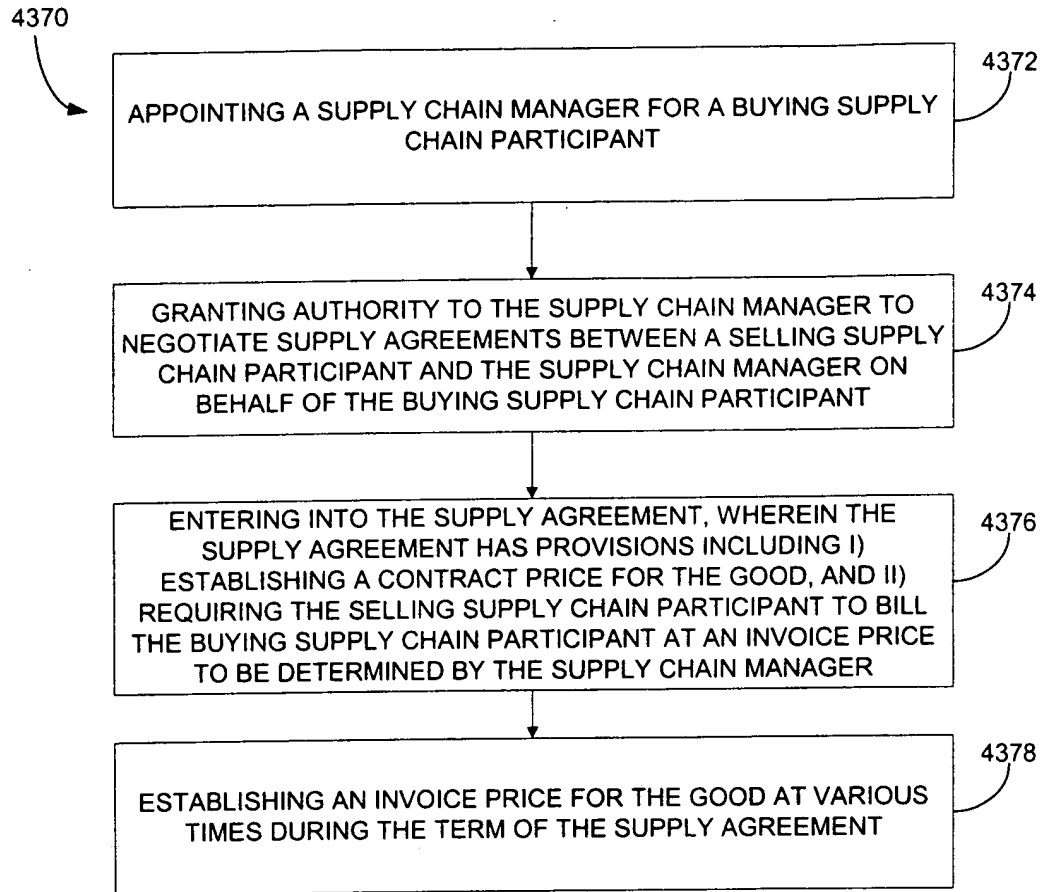 4370
4372
APPOINTING A SUPPLY CHAIN MANAGER FOR A BUYING SUPPLY
CHAIN PARTICIPANT
4374
GRANTING AUTHORITY TO THE SUPPLY CHAIN MANAGER TO
NEGOTIATE SUPPLY AGREEMENTS BETWEEN A SELLING SUPPLY
CHAIN PARTICIPANT AND THE SUPPLY CHAIN MANAGER ON
BEHALF OF THE BUYING SUPPLY CHAIN PARTICIPANT
4376
ENTERING INTO THE SUPPLY AGREEMENT, WHEREIN THE
SUPPLY AGREEMENT HAS PROVISIONS INCLUDING I)
ESTABLISHING A CONTRACT PRICE FOR THE GOOD, AND II)
REQUIRING THE SELLING SUPPLY CHAIN PARTICIPANT TO BILL
THE BUYING SUPPLY CHAIN PARTICIPANT AT AN INVOICE PRICE
TO BE DETERMINED BY THE SUPPLY CHAIN MANAGER
4378
ESTABLISHING AN INVOICE PRICE FOR THE GOOD AT VARIOUS
TIMES DURING THE TERM OF THE SUPPLY AGREEMENT